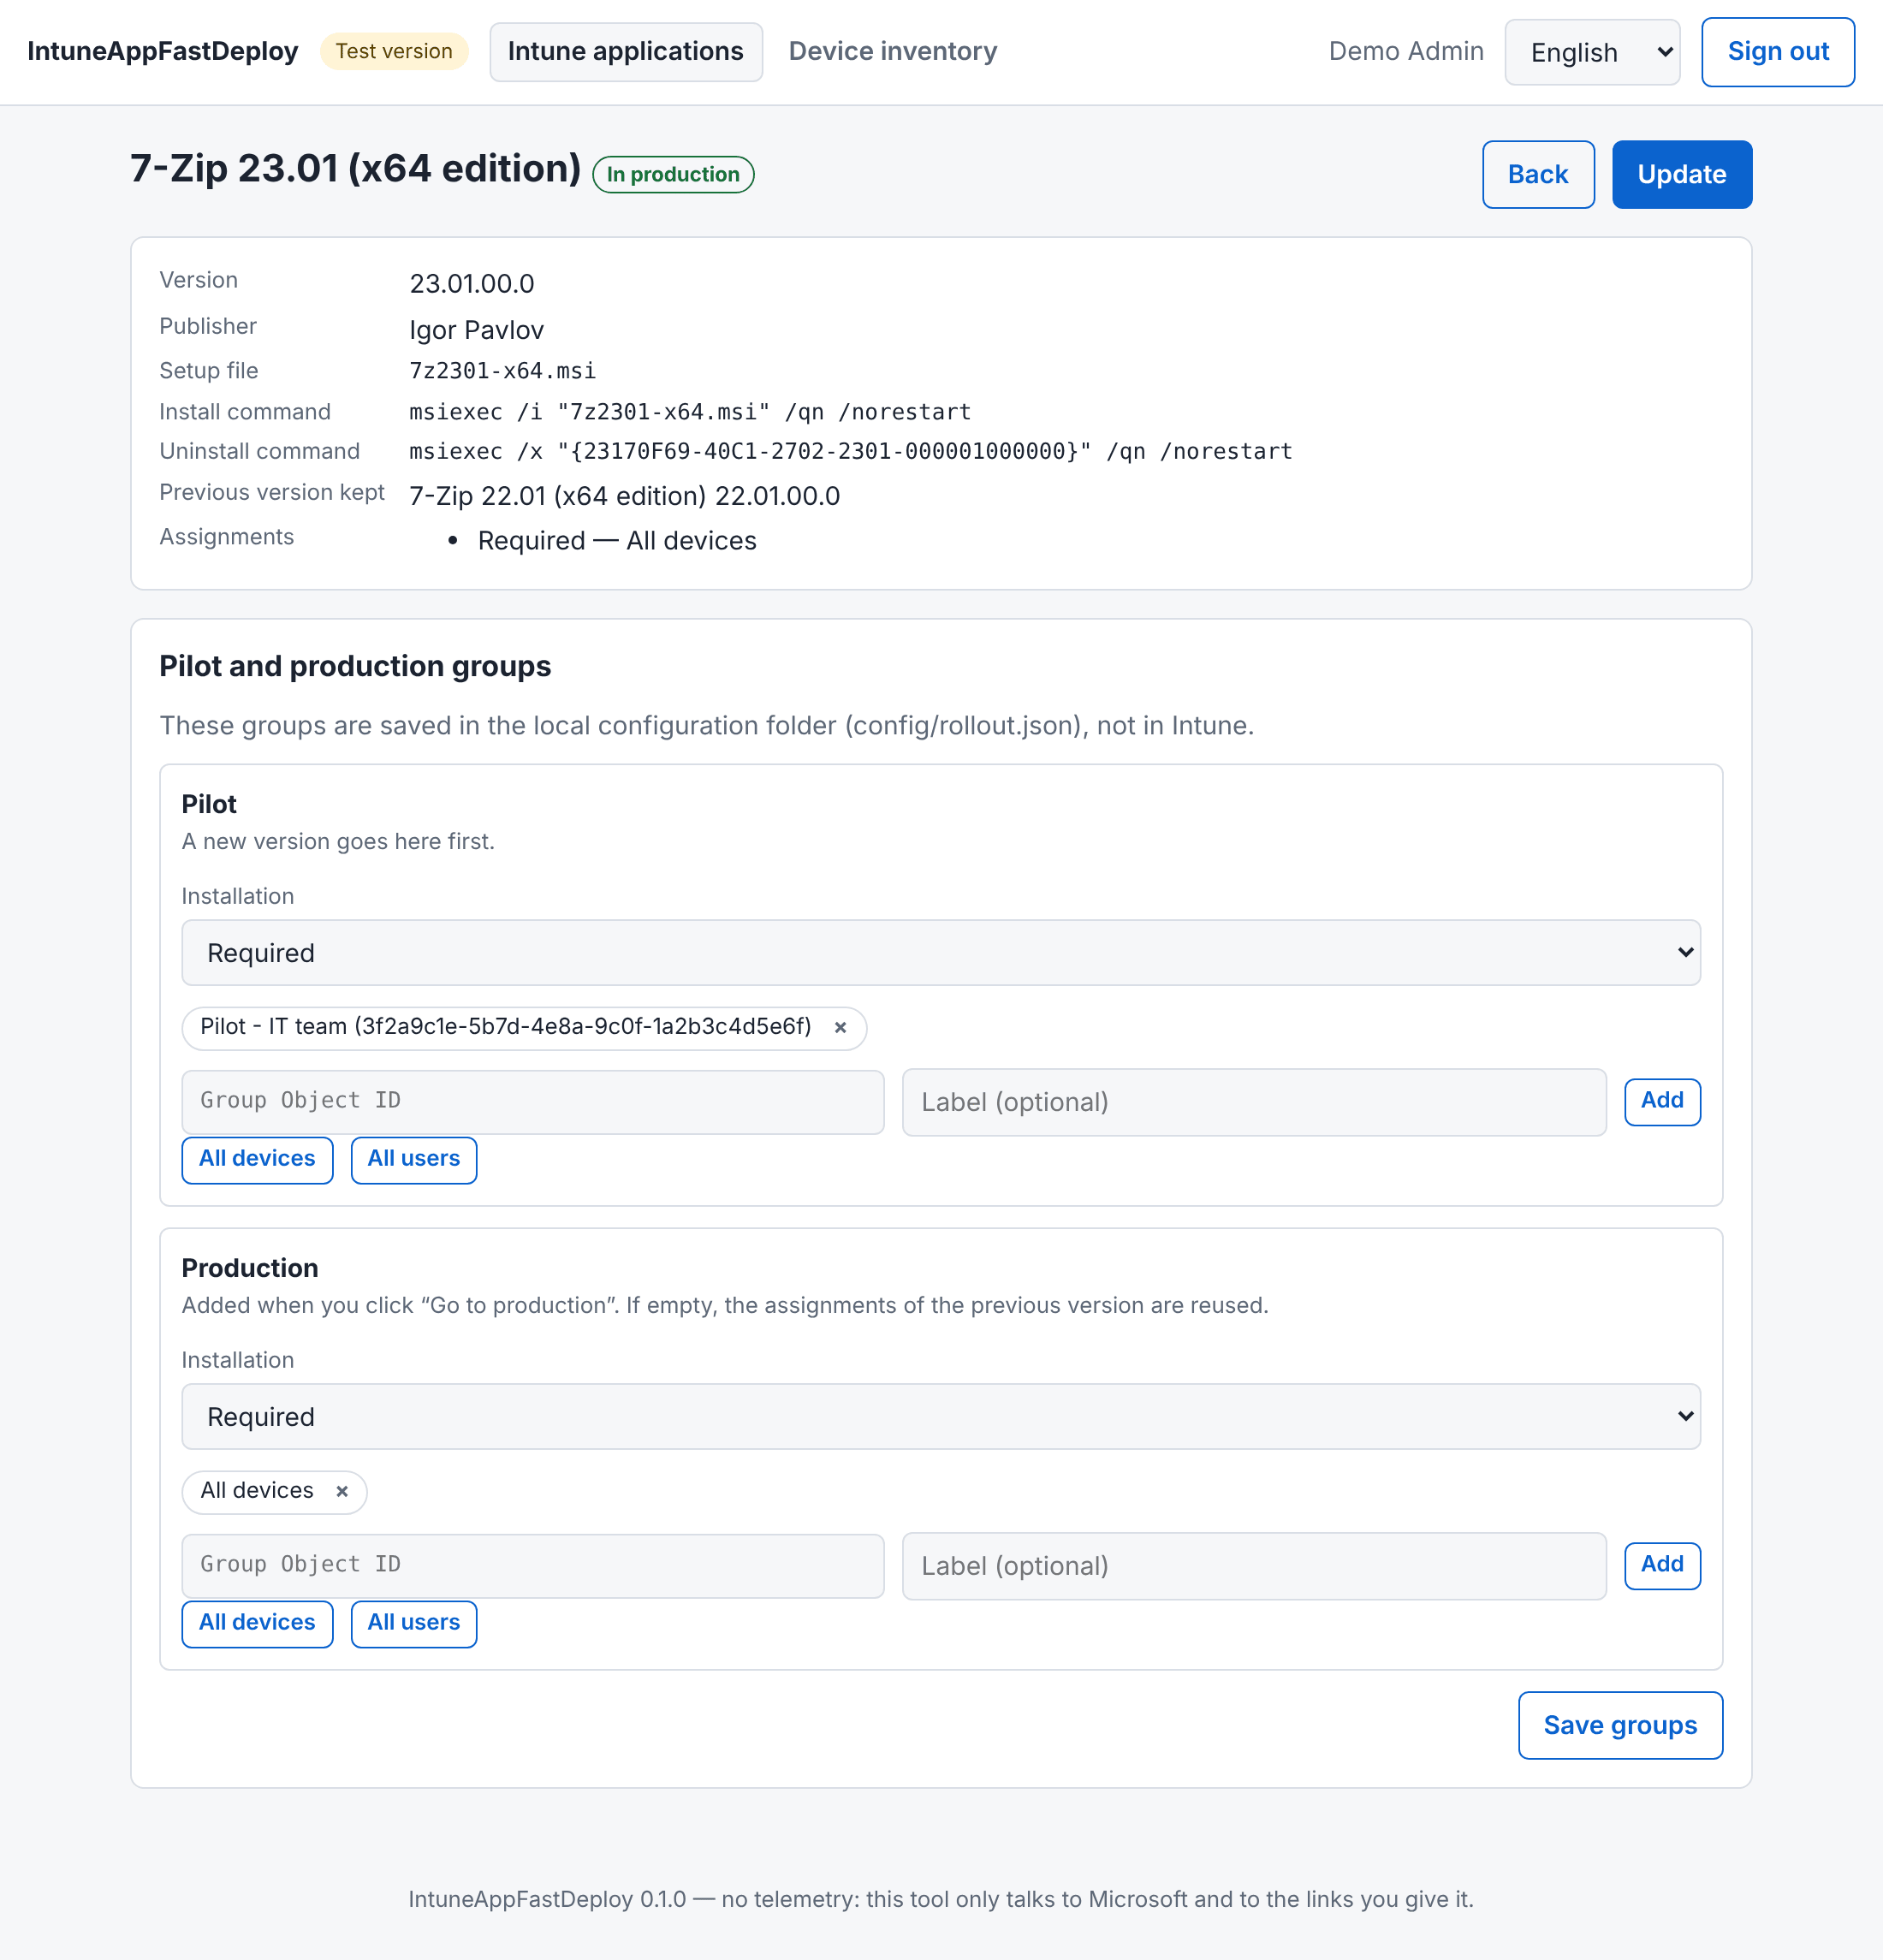 IntuneAppFastDeploy Test version Intune applications Device inventory Demo Admin English Sign out
7-Zip 23.01 (x64 edition) In production Back Update
Version 23.01.00.0
Publisher Igor Pavlov
Setup file 7z2301-x64.msi
Install command msiexec /i "7z2301-x64.msi" /qn /norestart
Uninstall command msiexec /x "{23170F69-40C1-2702-2301-000001000000}" /qn /norestart
Previous version kept 7-Zip 22.01 (x64 edition) 22.01.00.0
Assignments • Required — All devices
Pilot and production groups
These groups are saved in the local configuration folder (config/rollout.json), not in Intune.
Pilot
A new version goes here first.
Installation
Required
Pilot - IT team (3f2a9c1e-5b7d-4e8a-9c0f-1a2b3c4d5e6f) ×
Group Object ID Label (optional) Add
All devices All users
Production
Added when you click “Go to production”. If empty, the assignments of the previous version are reused.
Installation
Required
All devices ×
Group Object ID Label (optional) Add
All devices All users
Save groups
IntuneAppFastDeploy 0.1.0 — no telemetry: this tool only talks to Microsoft and to the links you give it.